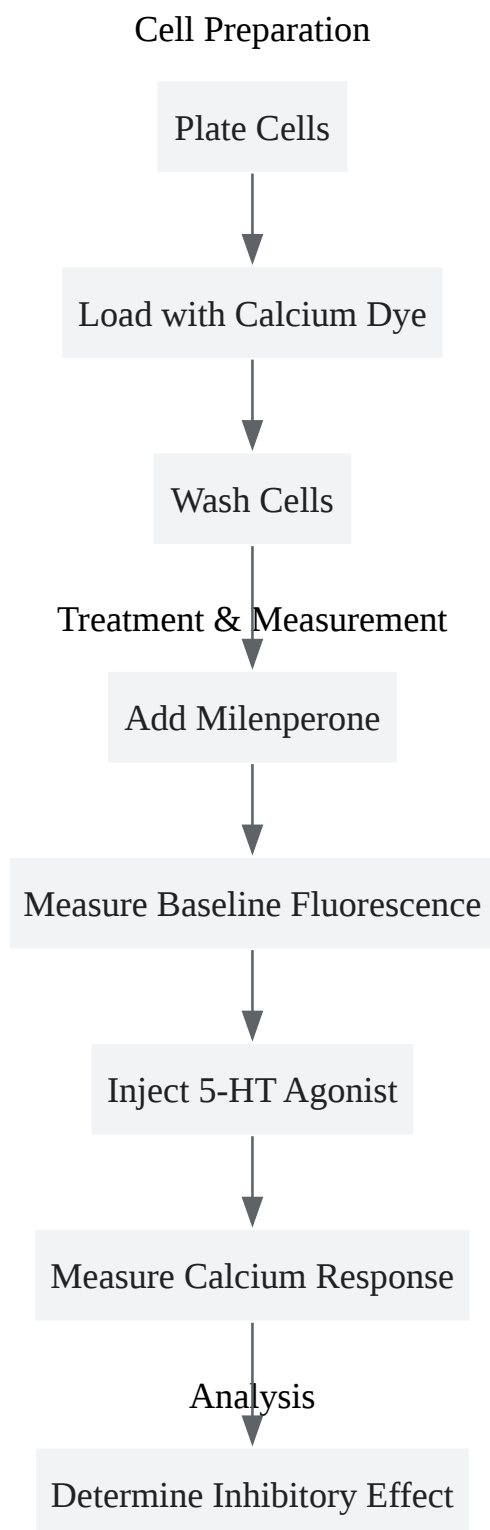 Cell Preparation
Plate Cells
Load with Calcium Dye
Wash Cells
Treatment & Measurement
Add Milenperone
Measure Baseline Fluorescence
Inject 5-HT Agonist
Measure Calcium Response
Analysis
Determine Inhibitory Effect